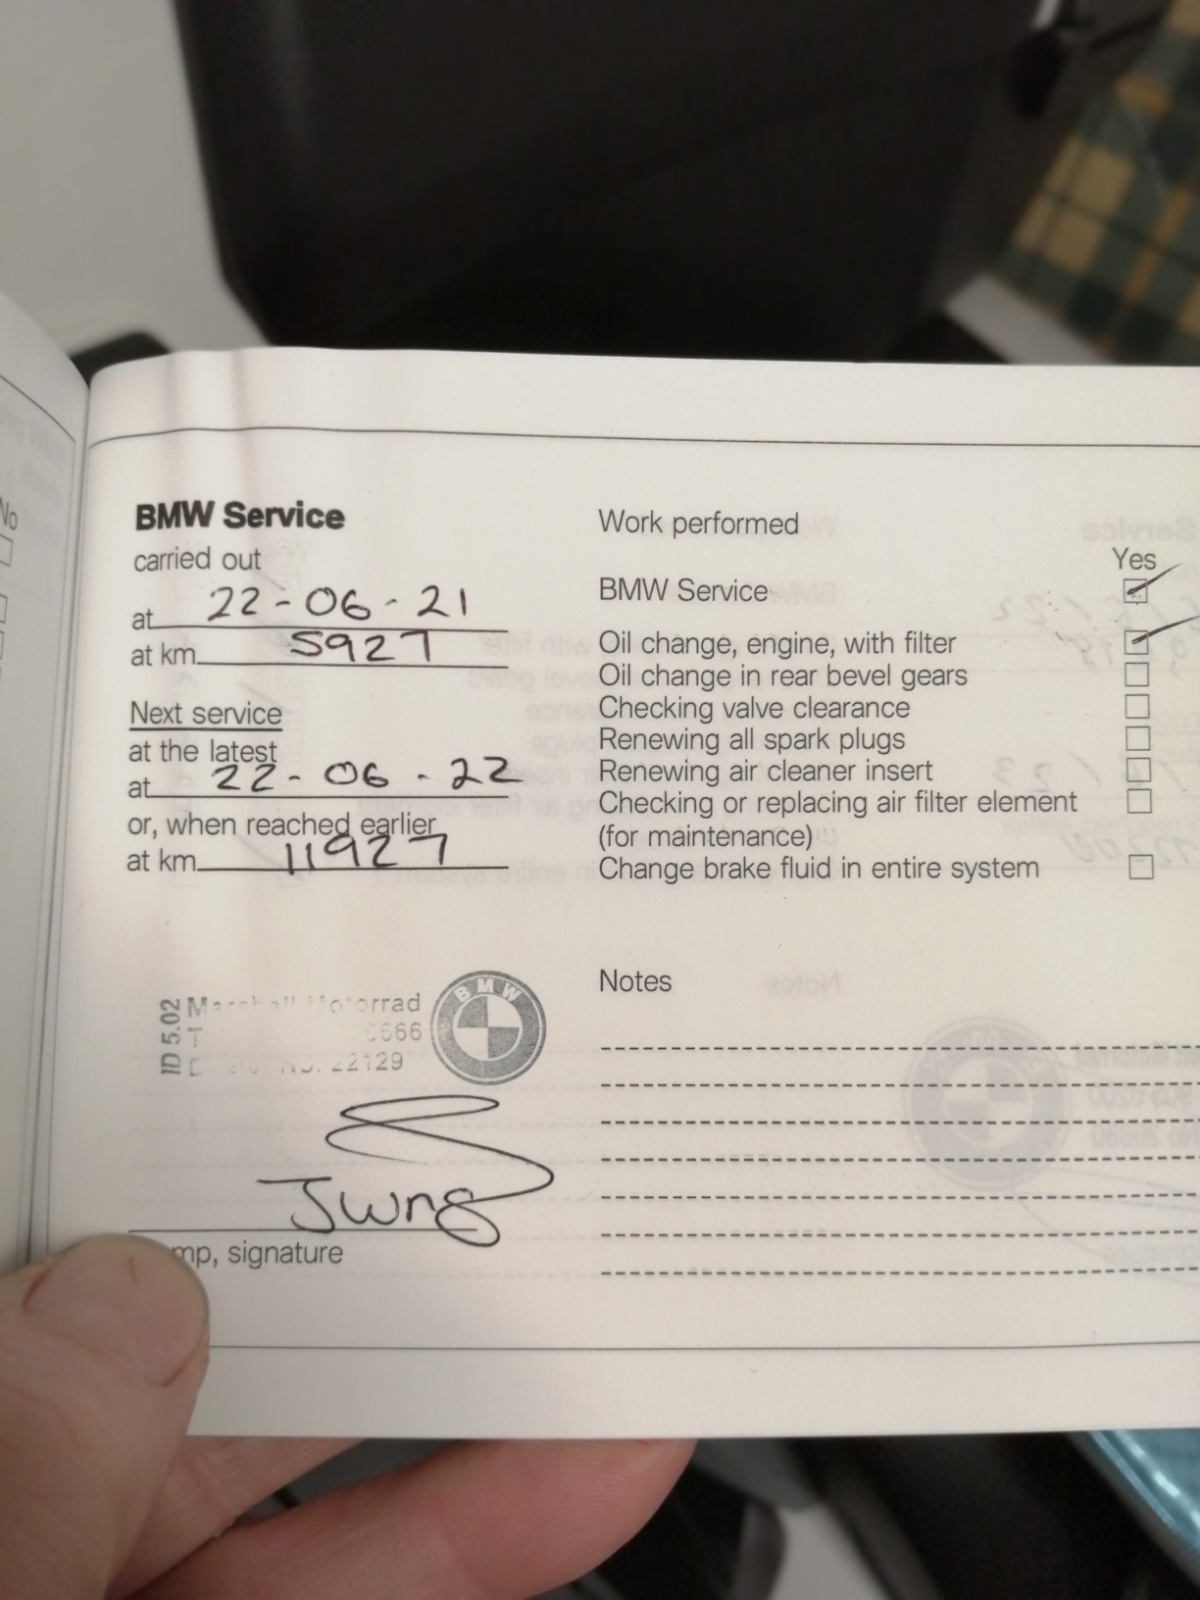 No
BMW Service
carried out
at 22-06-21
at km 5927
Next service
at the latest
at 22-06-22
or, when reached earlier
at km 11927
Work performed
Yes
BMW Service
Oil change, engine, with filter
Oil change in rear bevel gears
Checking valve clearance
Renewing all spark plugs
Renewing air cleaner insert
Checking or replacing air filter element
(for maintenance)
Change brake fluid in entire system
Notes
ID 5.02
BMW
22129
signature